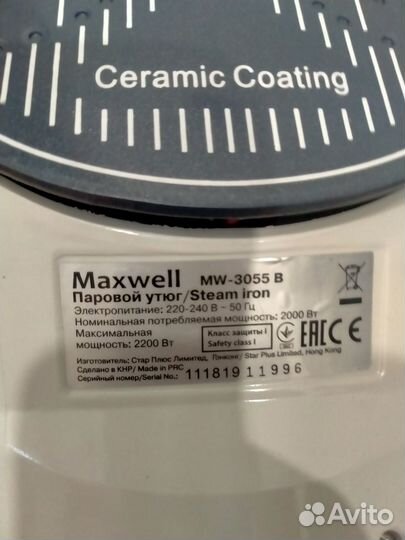 Ceramic Coating
Maxwell MW-3055 B
Паровой утюг/Steam iron
Электропитание: 220-240 В ~ 50 Гц
Номинальная потребляемая мощность: 2000 Вт
Максимальная
мощность: 2200 Вт
Класс защиты I
Safety class I
EAC CE
Изготовитель: Стар Плюс Лимитед, Гонконг/ Star Plus Limited, Hong Kong
Сделано в КНР/ Made in PRC
Серийный номер/Serial No.: 11181911996
Avito